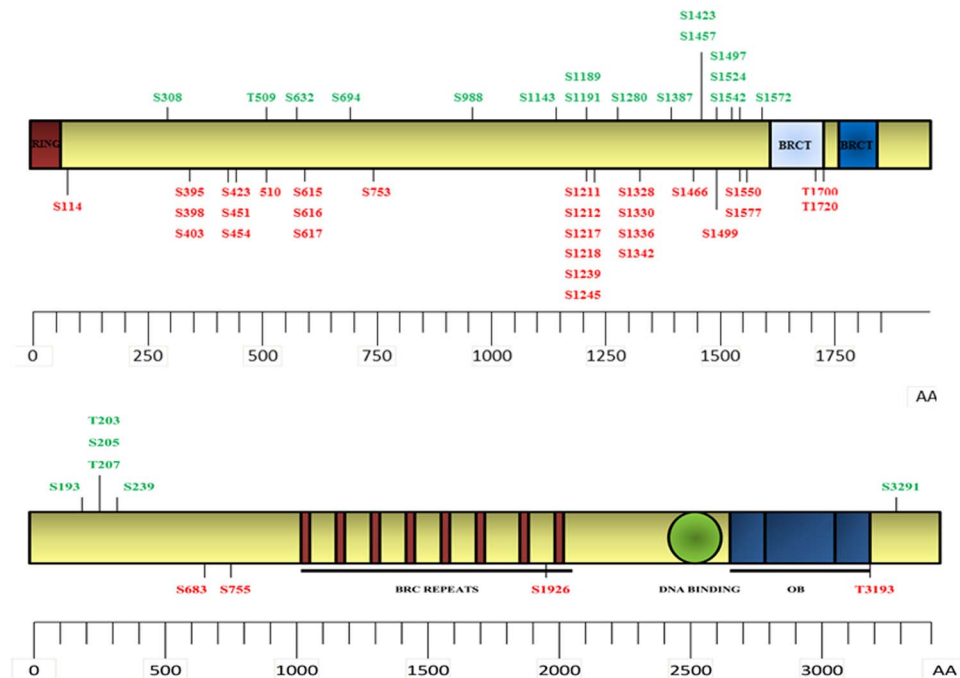 S1423
S1457
S1497
S1189
S1524
S308 T509 S632 S694 S988 S1143 S1191 S1280 S1387 S1542 S1572
RING BRCT BRCT
S395 S423 510 S615 S753 S1211 S1328 S1466 S1550 T1700
S114
T1720
S398 S451 S616 S1212 S1330 S1577
S403 S454 S617 S1217 S1336 S1499
S1218 S1342
S1239
S1245
0 250 500 750 1000 1250 1500 1750
AA
T203
S205
T207
S193 S239 S3291
S683 S755 BRC REPEATS S1926 DNA BINDING OB T3193
0 500 1000 1500 2000 2500 3000 AA